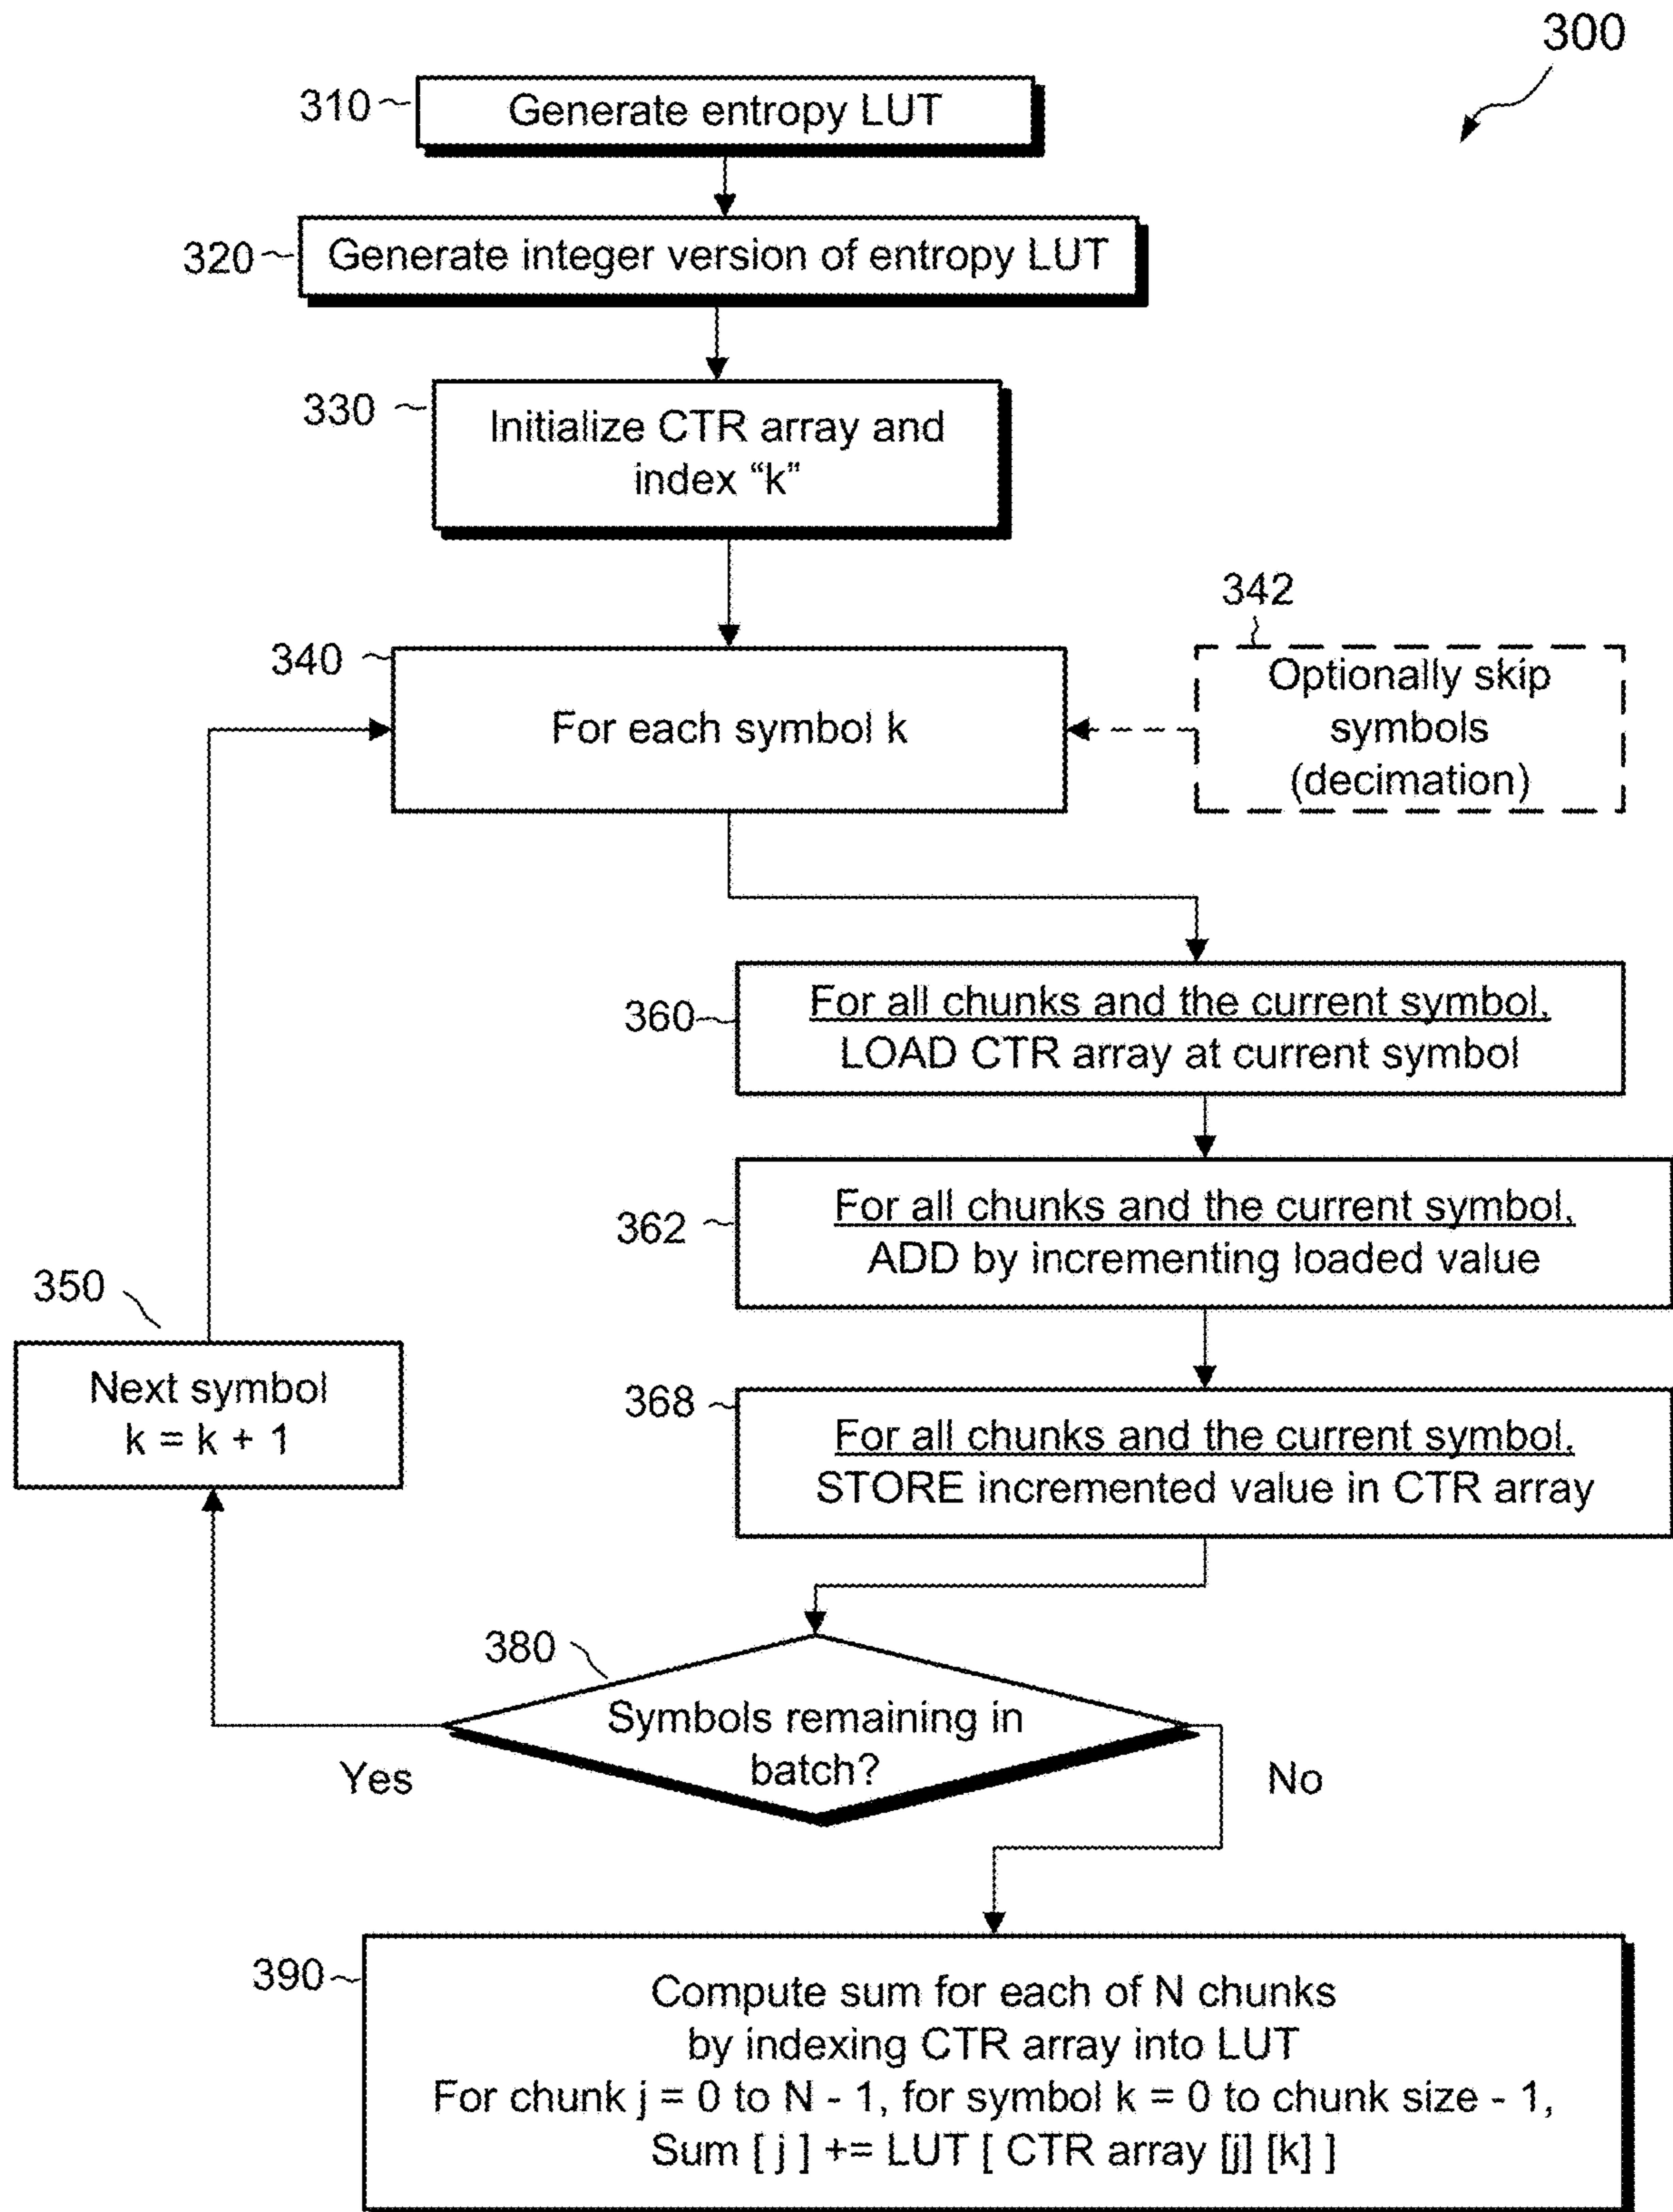 300
310
Generate entropy LUT
320
Generate integer version of entropy LUT
330
Initialize CTR array and
index “k”
342
340
For each symbol k
Optionally skip
symbols
(decimation)
360
For all chunks and the current symbol,
LOAD CTR array at current symbol
362
For all chunks and the current symbol,
ADD by incrementing loaded value
350
Next symbol
k = k + 1
368
For all chunks and the current symbol,
STORE incremented value in CTR array
380
Symbols remaining in
batch?
Yes
No
390
Compute sum for each of N chunks
by indexing CTR array into LUT
For chunk j = 0 to N - 1, for symbol k = 0 to chunk size - 1,
Sum [ j ] += LUT [ CTR array [j] [k] ]